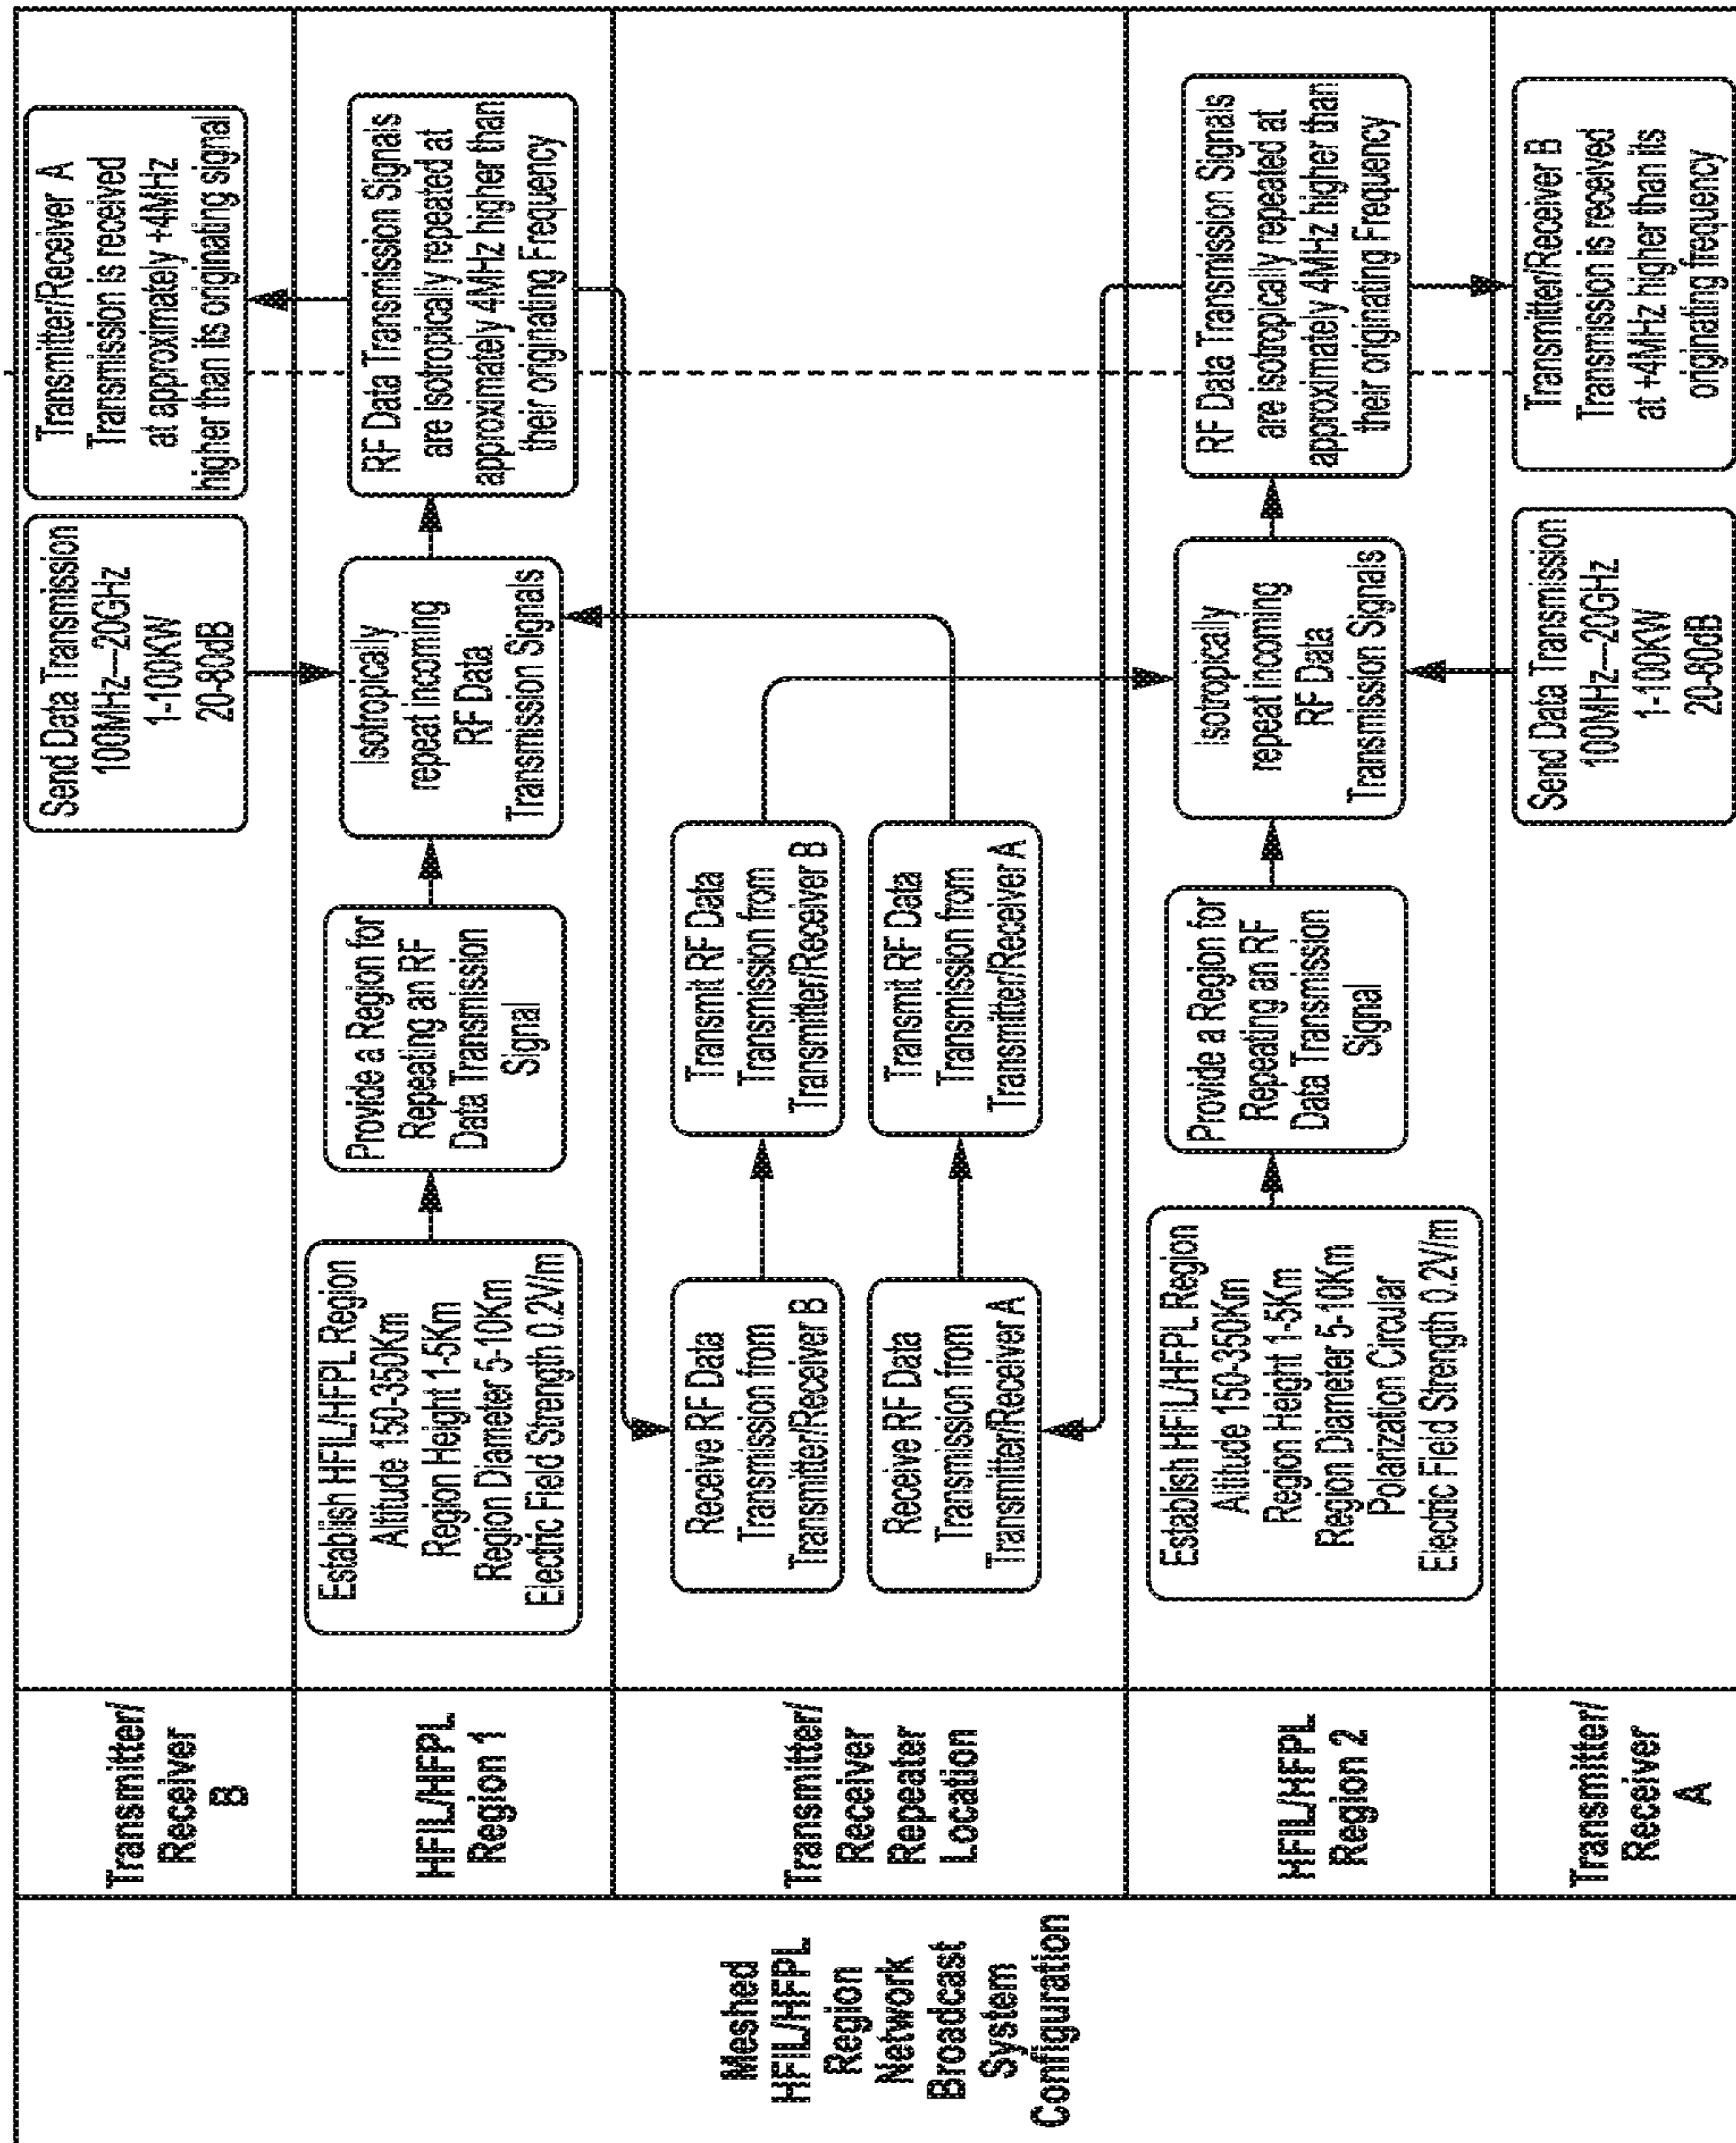 Meshed
HFIL/HFPL
Region
Network
Broadcast
System
Configuration
Transmitter/
Receiver
B
Send Data Transmission
100MHz—20GHz
1-100KW
20-80dB
Transmitter/Receiver A
Transmission is received
at approximately +4MHz
higher than its originating signal
HFIL/HFPL
Region 1
Establish HFIL/HFPL Region
Altitude 150-350Km
Region Height 1-5Km
Region Diameter 5-10Km
Electric Field Strength 0.2V/m
Provide a Region for
Repeating an RF
Data Transmission
Signal
Isotropically
repeat incoming
RF Data
Transmission Signals
RF Data Transmission Signals
are isotropically repeated at
approximately 4MHz higher than
their originating Frequency
Transmitter/
Receiver
Repeater
Location
Receive RF Data
Transmission from
Transmitter/Receiver B
Transmit RF Data
Transmission from
Transmitter/Receiver B
Receive RF Data
Transmission from
Transmitter/Receiver A
Transmit RF Data
Transmission from
Transmitter/Receiver A
HFIL/HFPL
Region 2
Establish HFIL/HFPL Region
Altitude 150-350Km
Region Height 1-5Km
Region Diameter 5-10Km
Polarization Circular
Electric Field Strength 0.2V/m
Provide a Region for
Repeating an RF
Data Transmission
Signal
Isotropically
repeat incoming
RF Data
Transmission Signals
RF Data Transmission Signals
are isotropically repeated at
approximately 4MHz higher than
their originating Frequency
Transmitter/
Receiver
A
Send Data Transmission
100MHz—20GHz
1-100KW
20-80dB
Transmitter/Receiver B
Transmission is received
at +4MHz higher than its
originating frequency